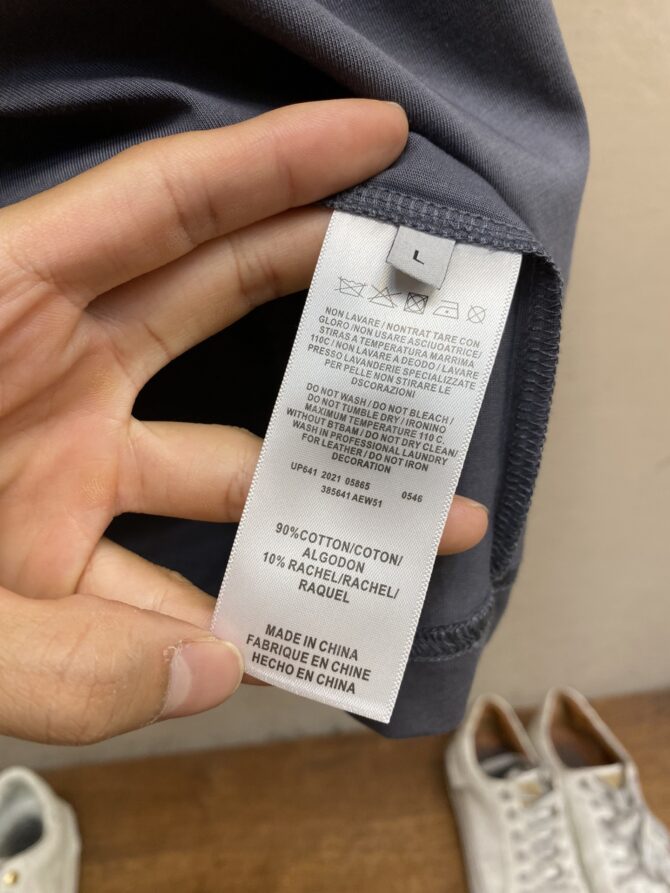 L
NON LAVARE / NONTRAT TARE CON
GLORO /NON USARE ASCIUDATRICE/
STIRAS A TEMPARATURA MARRIMA
118C / NON LAVARE A DEODO / LAVARE
PRESSO LAVANDERIE SPECIALIZZATE
PER PELLE NON STIRARE LE
DSCORAZIONI
DO NOT WASH / DO NOT BLEACH /
DO NOT TUMBLE DRY / IRONINO
MAXIMUM TEMPERATURE 110 C.
WITHOUT BTBAM / DO NOT DRY CLEAN/
WASH IN PROFESSIONAL LAUNDRY
FOR LEATHER / DO NOT IRON
DECORATION
UP641 2021 05865 0546
385641 AEW51
90%COTTON/COTON/
ALGODON
10% RACHEL/RACHEL/
RAQUEL
MADE IN CHINA
FABRIQUE EN CHINE
HECHO EN CHINA